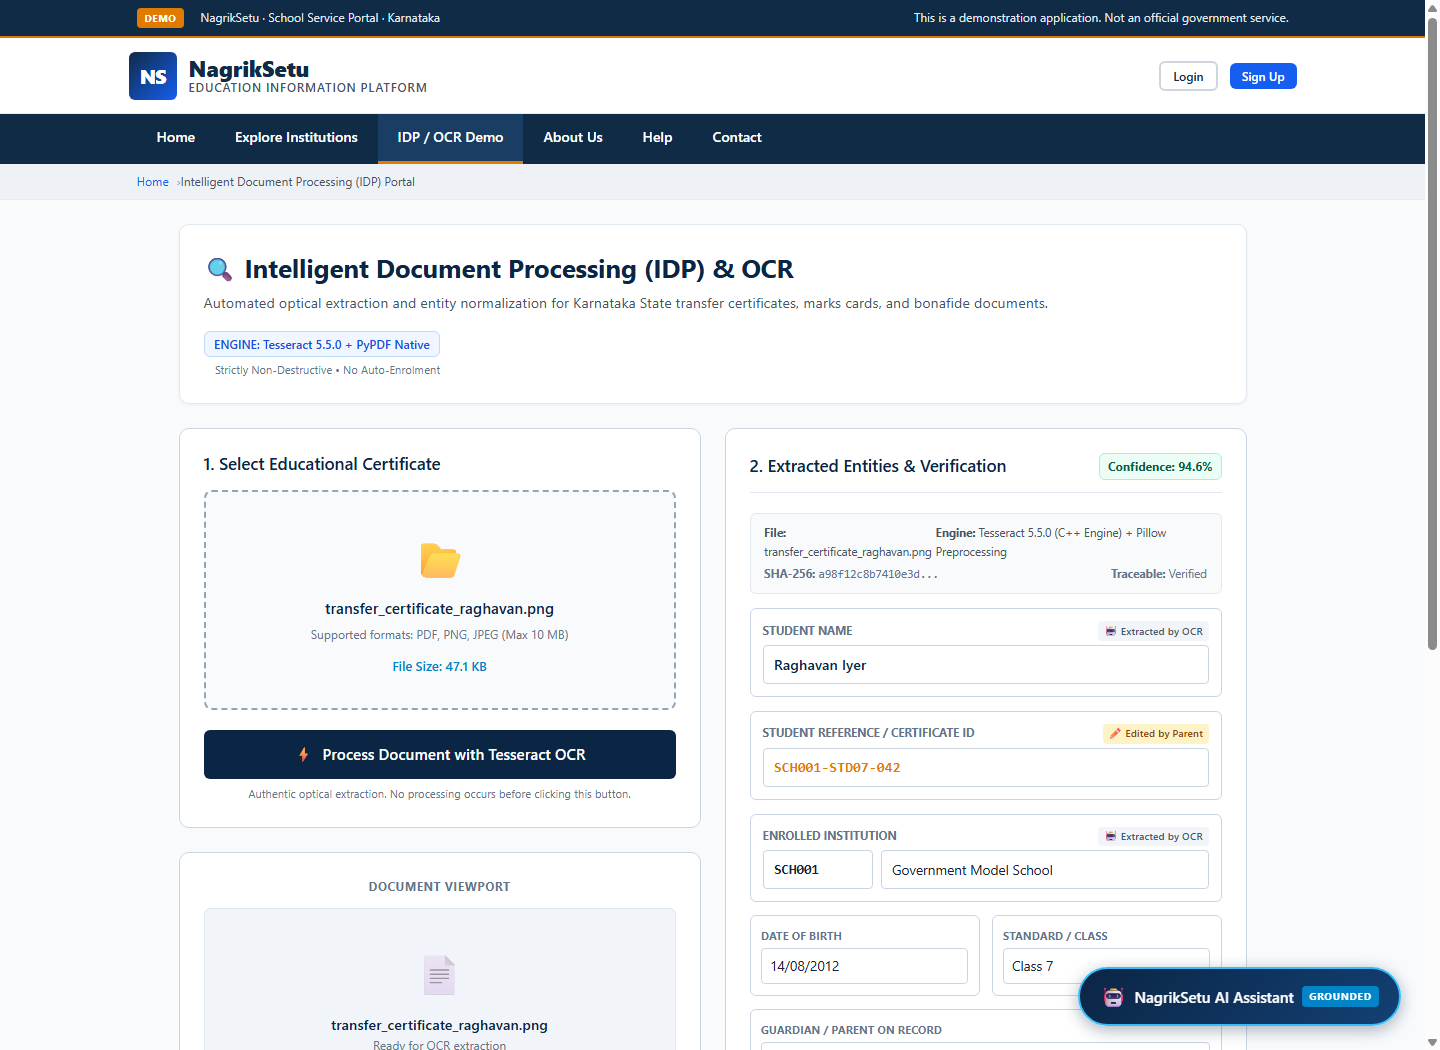 DEMO NagrikSetu · School Service Portal · Karnataka
This is a demonstration application. Not an official government service.
NS
NagrikSetu
EDUCATION INFORMATION PLATFORM
Login
Sign Up
Home
Explore Institutions
IDP / OCR Demo
About Us
Help
Contact
Home ›Intelligent Document Processing (IDP) Portal
Intelligent Document Processing (IDP) & OCR
Automated optical extraction and entity normalization for Karnataka State transfer certificates, marks cards, and bonafide documents.
ENGINE: Tesseract 5.5.0 + PyPDF Native
Strictly Non-Destructive • No Auto-Enrolment
1. Select Educational Certificate
transfer_certificate_raghavan.png
Supported formats: PDF, PNG, JPEG (Max 10 MB)
File Size: 47.1 KB
Process Document with Tesseract OCR
Authentic optical extraction. No processing occurs before clicking this button.
DOCUMENT VIEWPORT
transfer_certificate_raghavan.png
Ready for OCR extraction
2. Extracted Entities & Verification
Confidence: 94.6%
File:
transfer_certificate_raghavan.png
Engine: Tesseract 5.5.0 (C++ Engine) + Pillow
Preprocessing
SHA-256: a98f12c8b7410e3d...
Traceable: Verified
STUDENT NAME
Extracted by OCR
Raghavan Iyer
STUDENT REFERENCE / CERTIFICATE ID
Edited by Parent
SCH001-STD07-042
ENROLLED INSTITUTION
Extracted by OCR
SCH001
Government Model School
DATE OF BIRTH
14/08/2012
STANDARD / CLASS
Class 7
GUARDIAN / PARENT ON RECORD
NagrikSetu AI Assistant GROUNDED